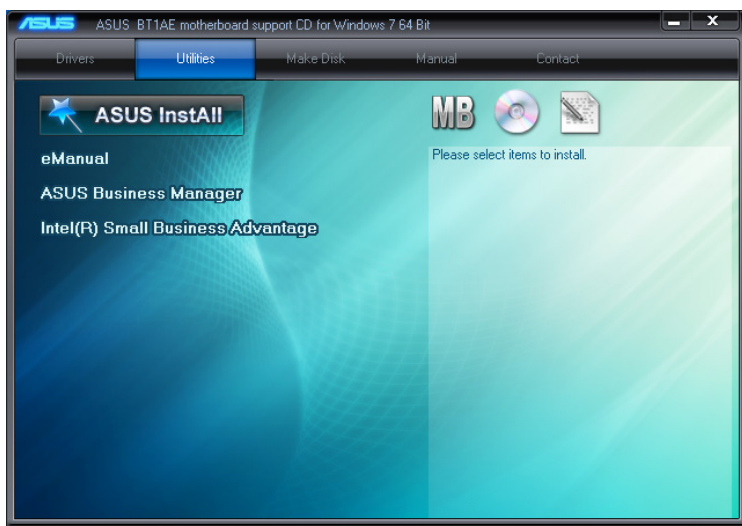 ASUS ASUS BT1AE motherboard support CD for Windows 7 64 Bit
Drivers Utilities Make Disk Manual Contact
ASUS InstAll
MB
eManual
Please select items to install.
ASUS Business Manager
Intel(R) Small Business Advantage